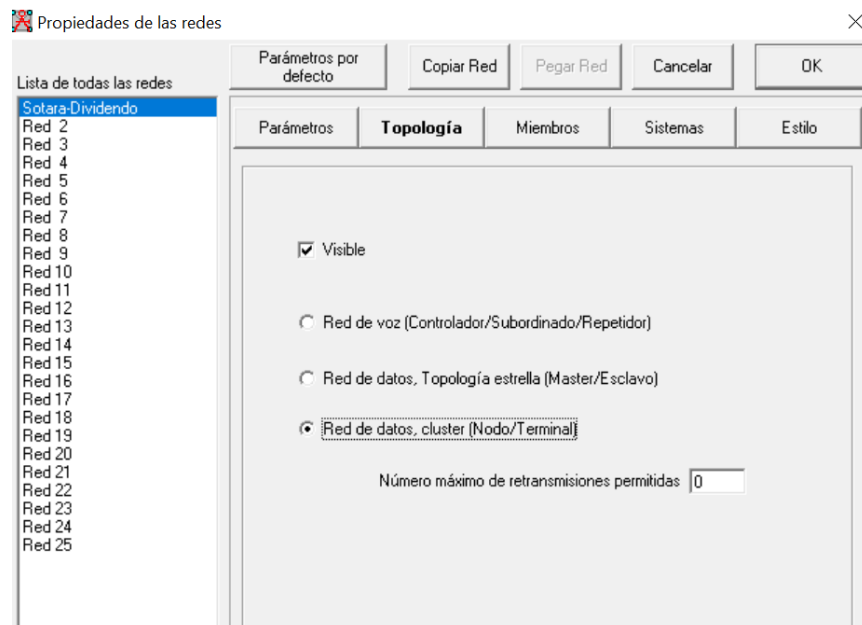 Propiedades de las redes
Lista de todas las redes
Sotara-Dividendo
Red 2
Red 3
Red 4
Red 5
Red 6
Red 7
Red 8
Red 9
Red 10
Red 11
Red 12
Red 13
Red 14
Red 15
Red 16
Red 17
Red 18
Red 19
Red 20
Red 21
Red 22
Red 23
Red 24
Red 25
Parámetros por
defecto
Copiar Red
Pegar Red
Cancelar
OK
Parámetros
Topología
Miembros
Sistemas
Estilo
Visible
Red de voz (Controlador/Subordinado/Repetidor)
Red de datos, Topología estrella (Master/Esclavo)
Red de datos, cluster (Nodo/Terminal)
Número máximo de retransmisiones permitidas 0